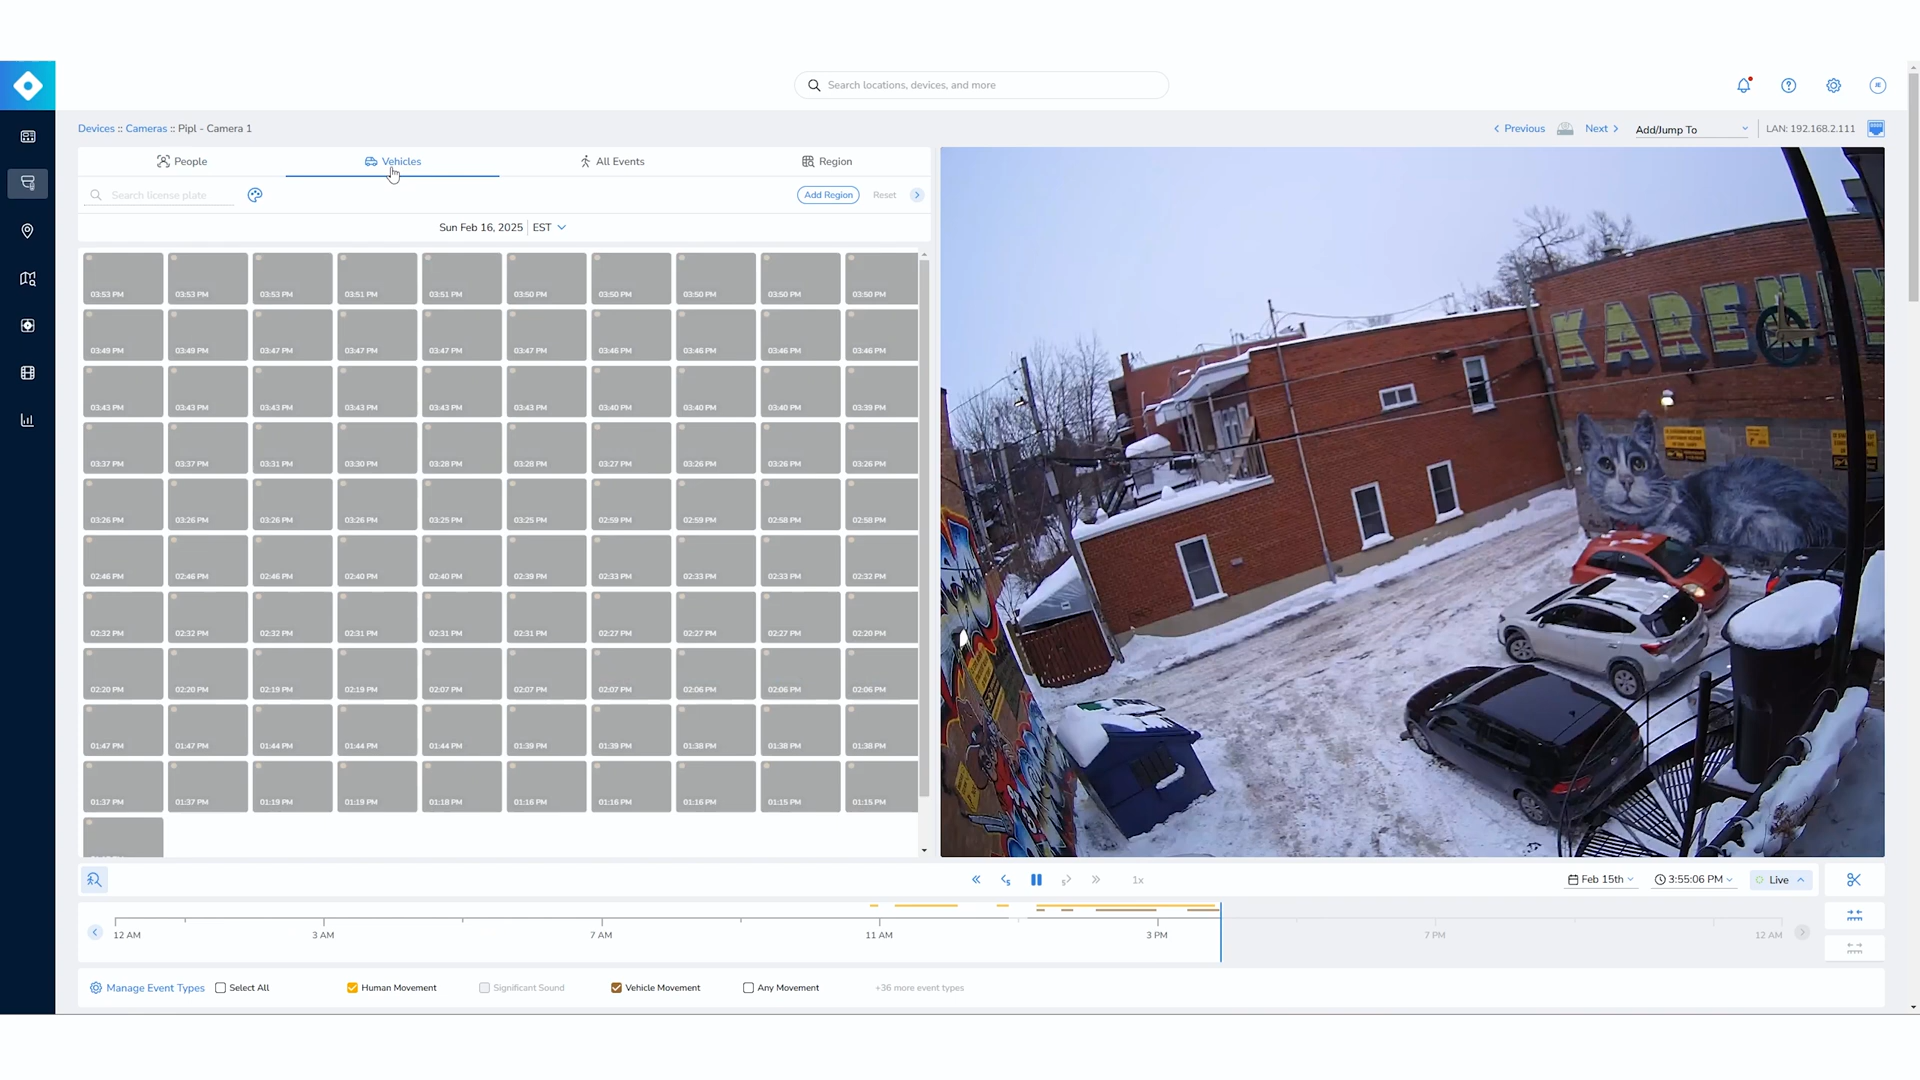 Search locations, devices, and more
Devices :: Cameras :: Pipl - Camera 1
Previous
Next
Add/Jump To
LAN: 192.168.2.111
People
Vehicles
All Events
Region
Search license plate
Add Region
Reset
Sun Feb 16, 2025
EST
03:53 PM 03:53 PM 03:53 PM 03:51 PM 03:51 PM 03:50 PM 03:50 PM 03:50 PM 03:50 PM 03:50 PM
03:49 PM 03:49 PM 03:47 PM 03:47 PM 03:47 PM 03:47 PM 03:46 PM 03:46 PM 03:46 PM 03:46 PM
03:43 PM 03:43 PM 03:43 PM 03:43 PM 03:43 PM 03:43 PM 03:40 PM 03:40 PM 03:40 PM 03:39 PM
03:37 PM 03:37 PM 03:31 PM 03:30 PM 03:28 PM 03:28 PM 03:27 PM 03:26 PM 03:26 PM 03:26 PM
03:26 PM 03:26 PM 03:26 PM 03:26 PM 03:25 PM 03:25 PM 02:59 PM 02:59 PM 02:58 PM 02:58 PM
02:46 PM 02:46 PM 02:46 PM 02:40 PM 02:40 PM 02:39 PM 02:33 PM 02:33 PM 02:33 PM 02:32 PM
02:32 PM 02:32 PM 02:32 PM 02:31 PM 02:31 PM 02:31 PM 02:27 PM 02:27 PM 02:27 PM 02:20 PM
02:20 PM 02:20 PM 02:19 PM 02:19 PM 02:07 PM 02:07 PM 02:07 PM 02:06 PM 02:06 PM 02:06 PM
01:47 PM 01:47 PM 01:44 PM 01:44 PM 01:44 PM 01:39 PM 01:39 PM 01:38 PM 01:38 PM 01:38 PM
01:37 PM 01:37 PM 01:19 PM 01:19 PM 01:18 PM 01:16 PM 01:16 PM 01:16 PM 01:15 PM 01:15 PM
KAREN
1x
Feb 15th
3:55:06 PM
Live
12 AM 3 AM 7 AM 11 AM 3 PM 7 PM 12 AM
Manage Event Types
Select All
Human Movement
Significant Sound
Vehicle Movement
Any Movement
+36 more event types